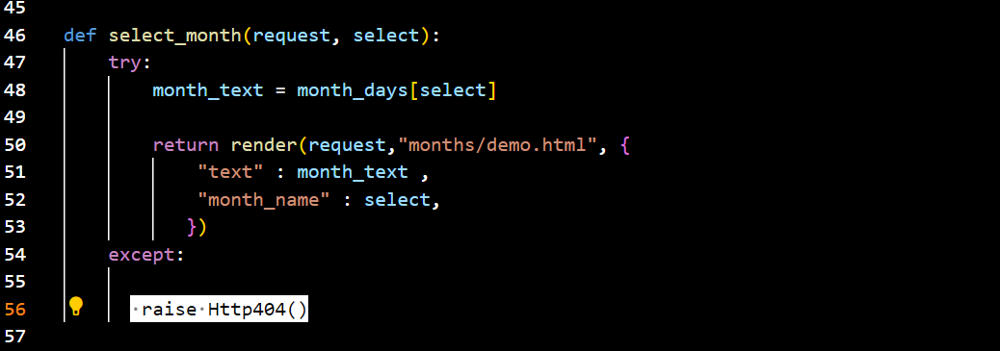 45
46 def select_month(request, select):
47 try:
48 month_text = month_days[select]
49
50 return render(request,"months/demo.html", {
51 "text" : month_text ,
52 "month_name" : select,
53 })
54 except:
55
56 raise Http404()
57